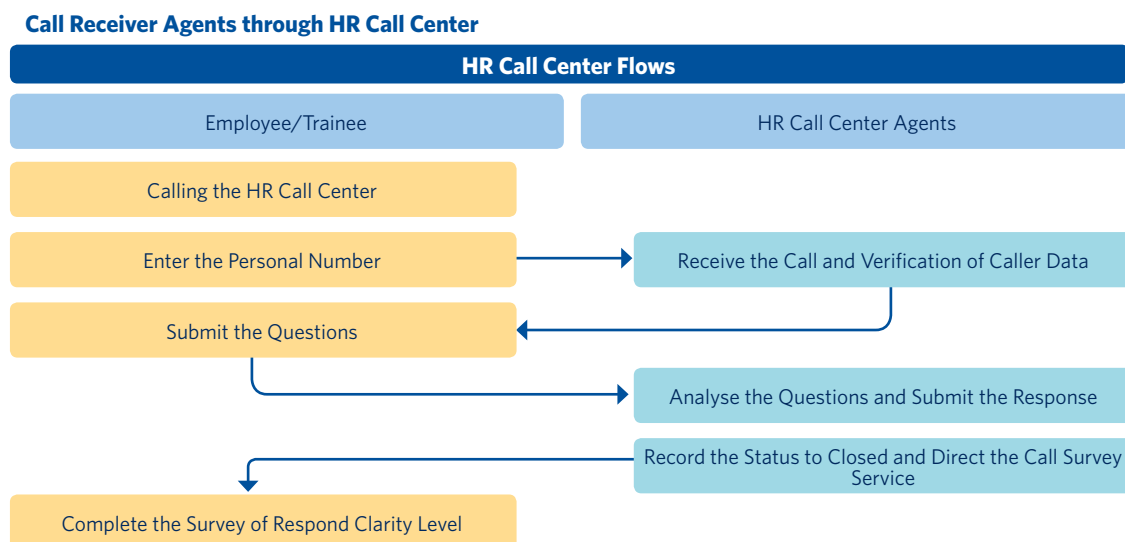 Call Receiver Agents through HR Call Center
HR Call Center Flows
Employee/Trainee
HR Call Center Agents
Calling the HR Call Center
Enter the Personal Number
Receive the Call and Verification of Caller Data
Submit the Questions
Analyse the Questions and Submit the Response
Record the Status to Closed and Direct the Call Survey
Service
Complete the Survey of Respond Clarity Level